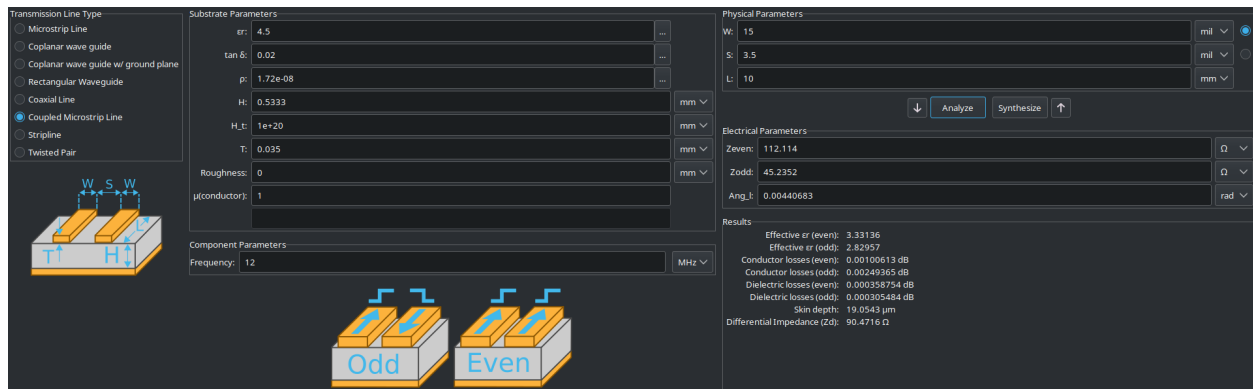 Transmission Line Type
Microstrip Line
Coplanar wave guide
Coplanar wave guide w/ ground plane
Rectangular Waveguide
Coaxial Line
Coupled Microstrip Line
Stripline
Twisted Pair
W S W
L
T H
Substrate Parameters
εr: 4.5 ...
tan δ: 0.02 ...
ρ: 1.72e-08 ...
H: 0.5333 mm
H_t: 1e+20 mm
T: 0.035 mm
Roughness: 0 mm
μ(conductor): 1
Component Parameters
Frequency: 12 MHz
Odd Even
Physical Parameters
W: 15 mil
S: 3.5 mil
L: 10 mm
Analyze Synthesize
Electrical Parameters
Zeven: 112.114 Ω
Zodd: 45.2352 Ω
Ang_l: 0.00440683 rad
Results
Effective εr (even): 3.33136
Effective εr (odd): 2.82957
Conductor losses (even): 0.00100613 dB
Conductor losses (odd): 0.00249365 dB
Dielectric losses (even): 0.000358754 dB
Dielectric losses (odd): 0.000305484 dB
Skin depth: 19.0543 μm
Differential Impedance (Zd): 90.4716 Ω